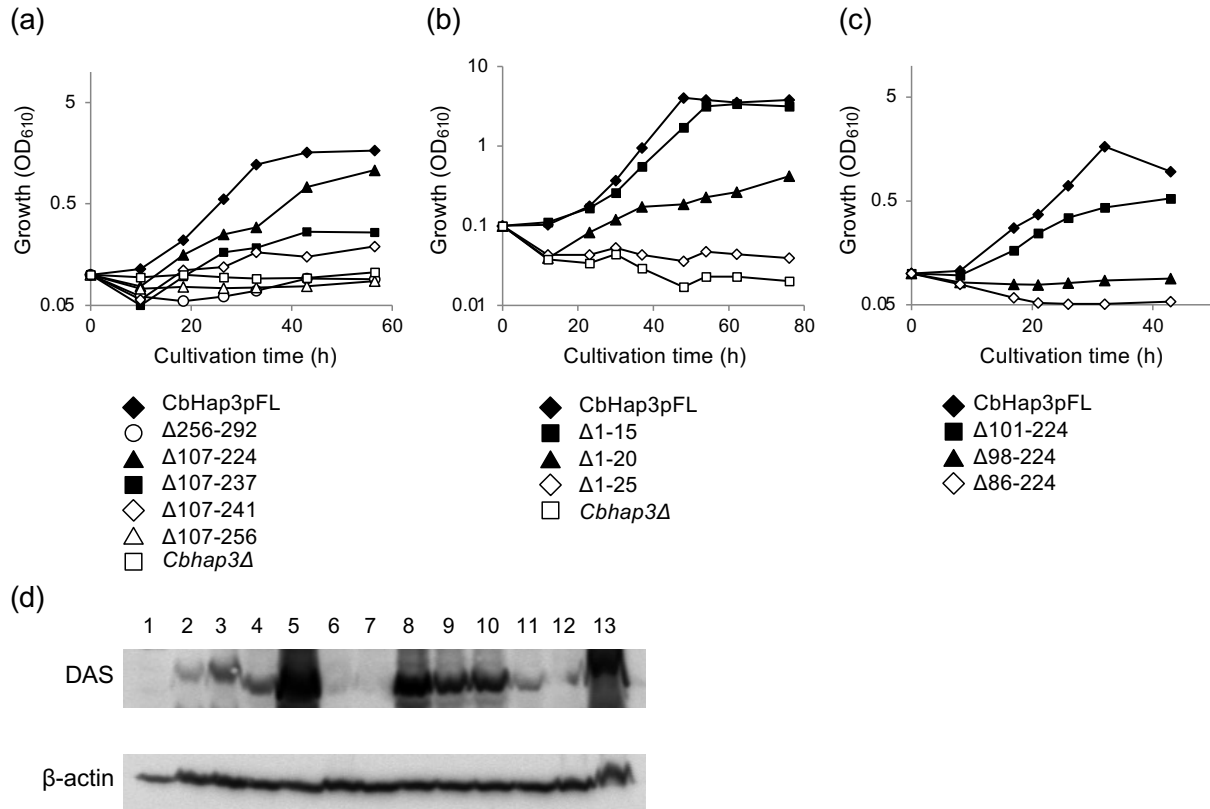 (a)
Growth (OD610)
5
0.5
0.05
0 20 40 60
Cultivation time (h)
CbHap3pFL
Δ256-292
Δ107-224
Δ107-237
Δ107-241
Δ107-256
Cbhap3Δ
(b)
Growth (OD610)
10
1
0.1
0.01
0 20 40 60 80
Cultivation time (h)
CbHap3pFL
Δ1-15
Δ1-20
Δ1-25
Cbhap3Δ
(c)
Growth (OD610)
5
0.5
0.05
0 20 40
Cultivation time (h)
CbHap3pFL
Δ101-224
Δ98-224
Δ86-224
(d)
1 2 3 4 5 6 7 8 9 10 11 12 13
DAS
β-actin